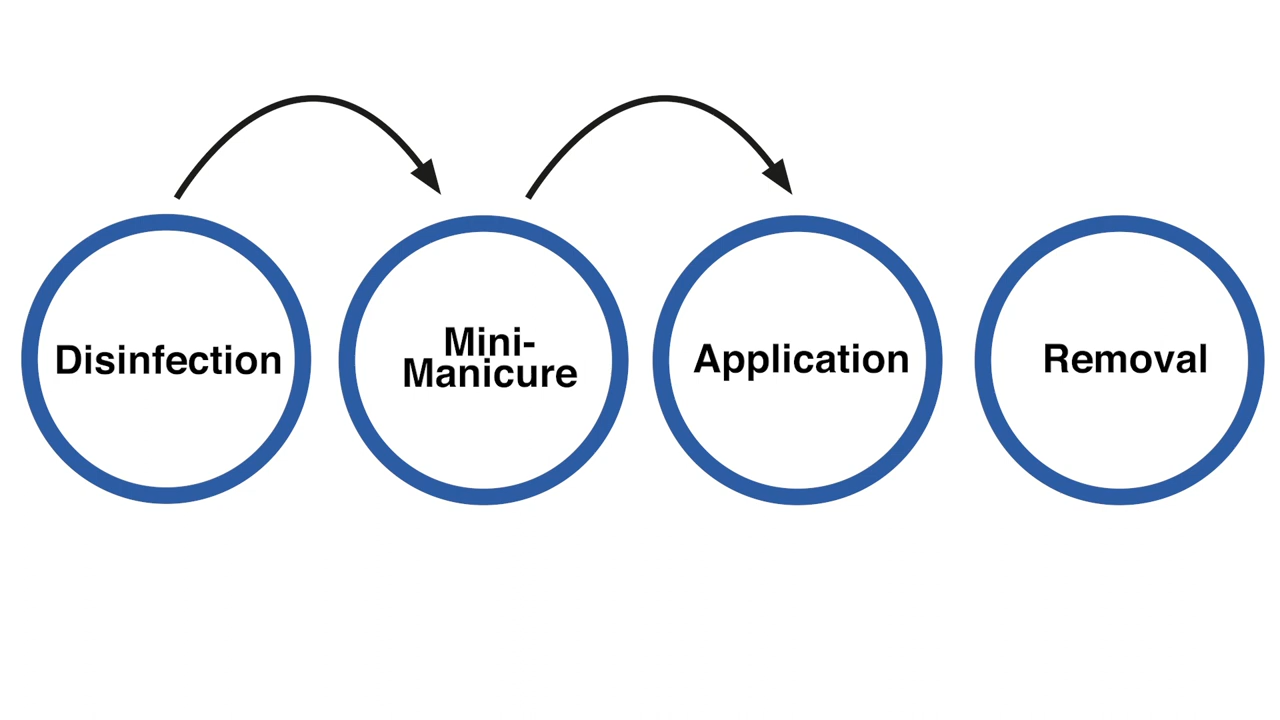 Disinfection
Mini-
Manicure
Application
Removal